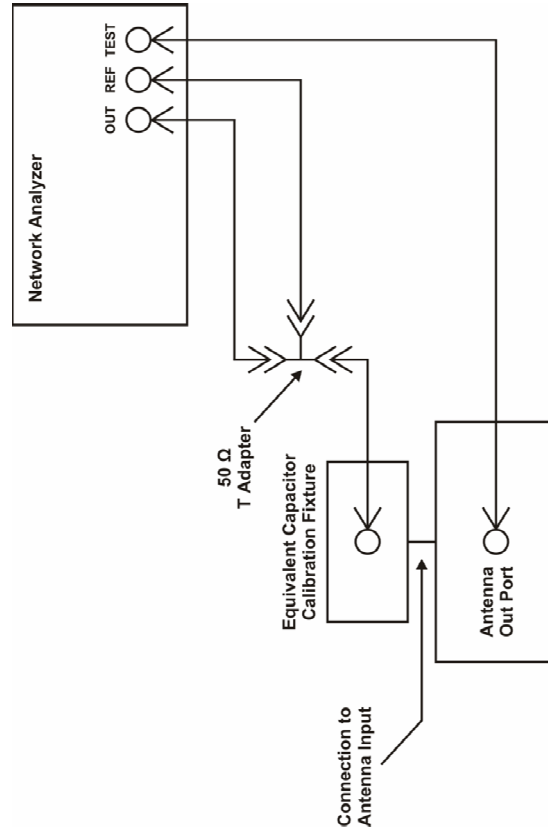 Network Analyzer
OUT REF TEST
50 Ω
T Adapter
Equivalent Capacitor
Calibration Fixture
Connection to
Antenna Input
Antenna
Out Port